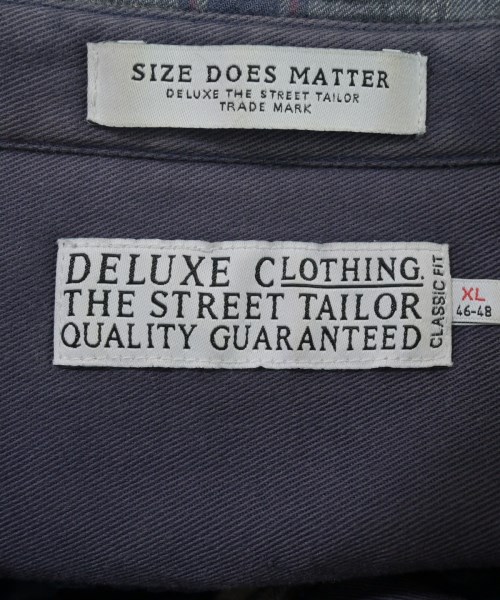 SIZE DOES MATTER
DELUXE THE STREET TAILOR
TRADE MARK
DELUXE CLOTHING.
THE STREET TAILOR
QUALITY GUARANTEED
CLASSIC FIT
XL
46-48